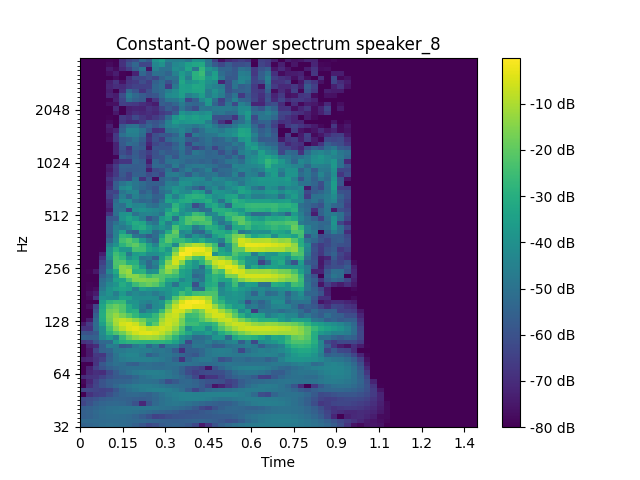 Constant-Q power spectrum speaker_8
Hz
2048
1024
512
256
128
64
32
0 0.15 0.3 0.45 0.6 0.75 0.9 1.1 1.2 1.4
Time
-10 dB
-20 dB
-30 dB
-40 dB
-50 dB
-60 dB
-70 dB
-80 dB